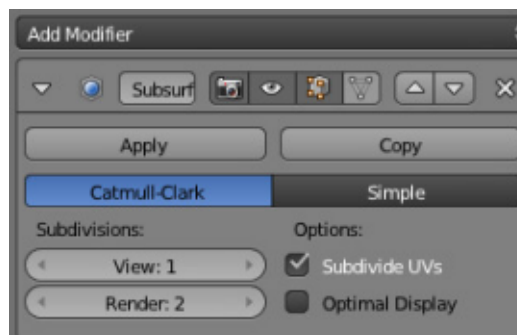 Add Modifier
Subsurf
Apply
Copy
Catmull-Clark
Simple
Subdivisions:
Options:
View: 1
Subdivide UVs
Render: 2
Optimal Display